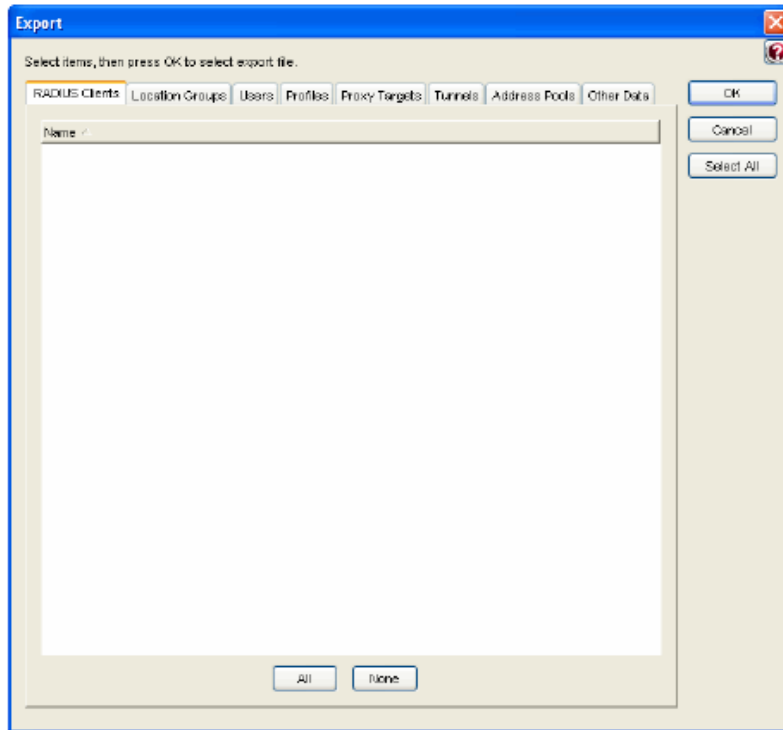 Export
Select items, then press OK to select export file.
RADIUS Clients Location Groups Users Profiles Proxy Targets Tunnels Address Pools Other Data
OK
Cancel
Select All
Name
All None